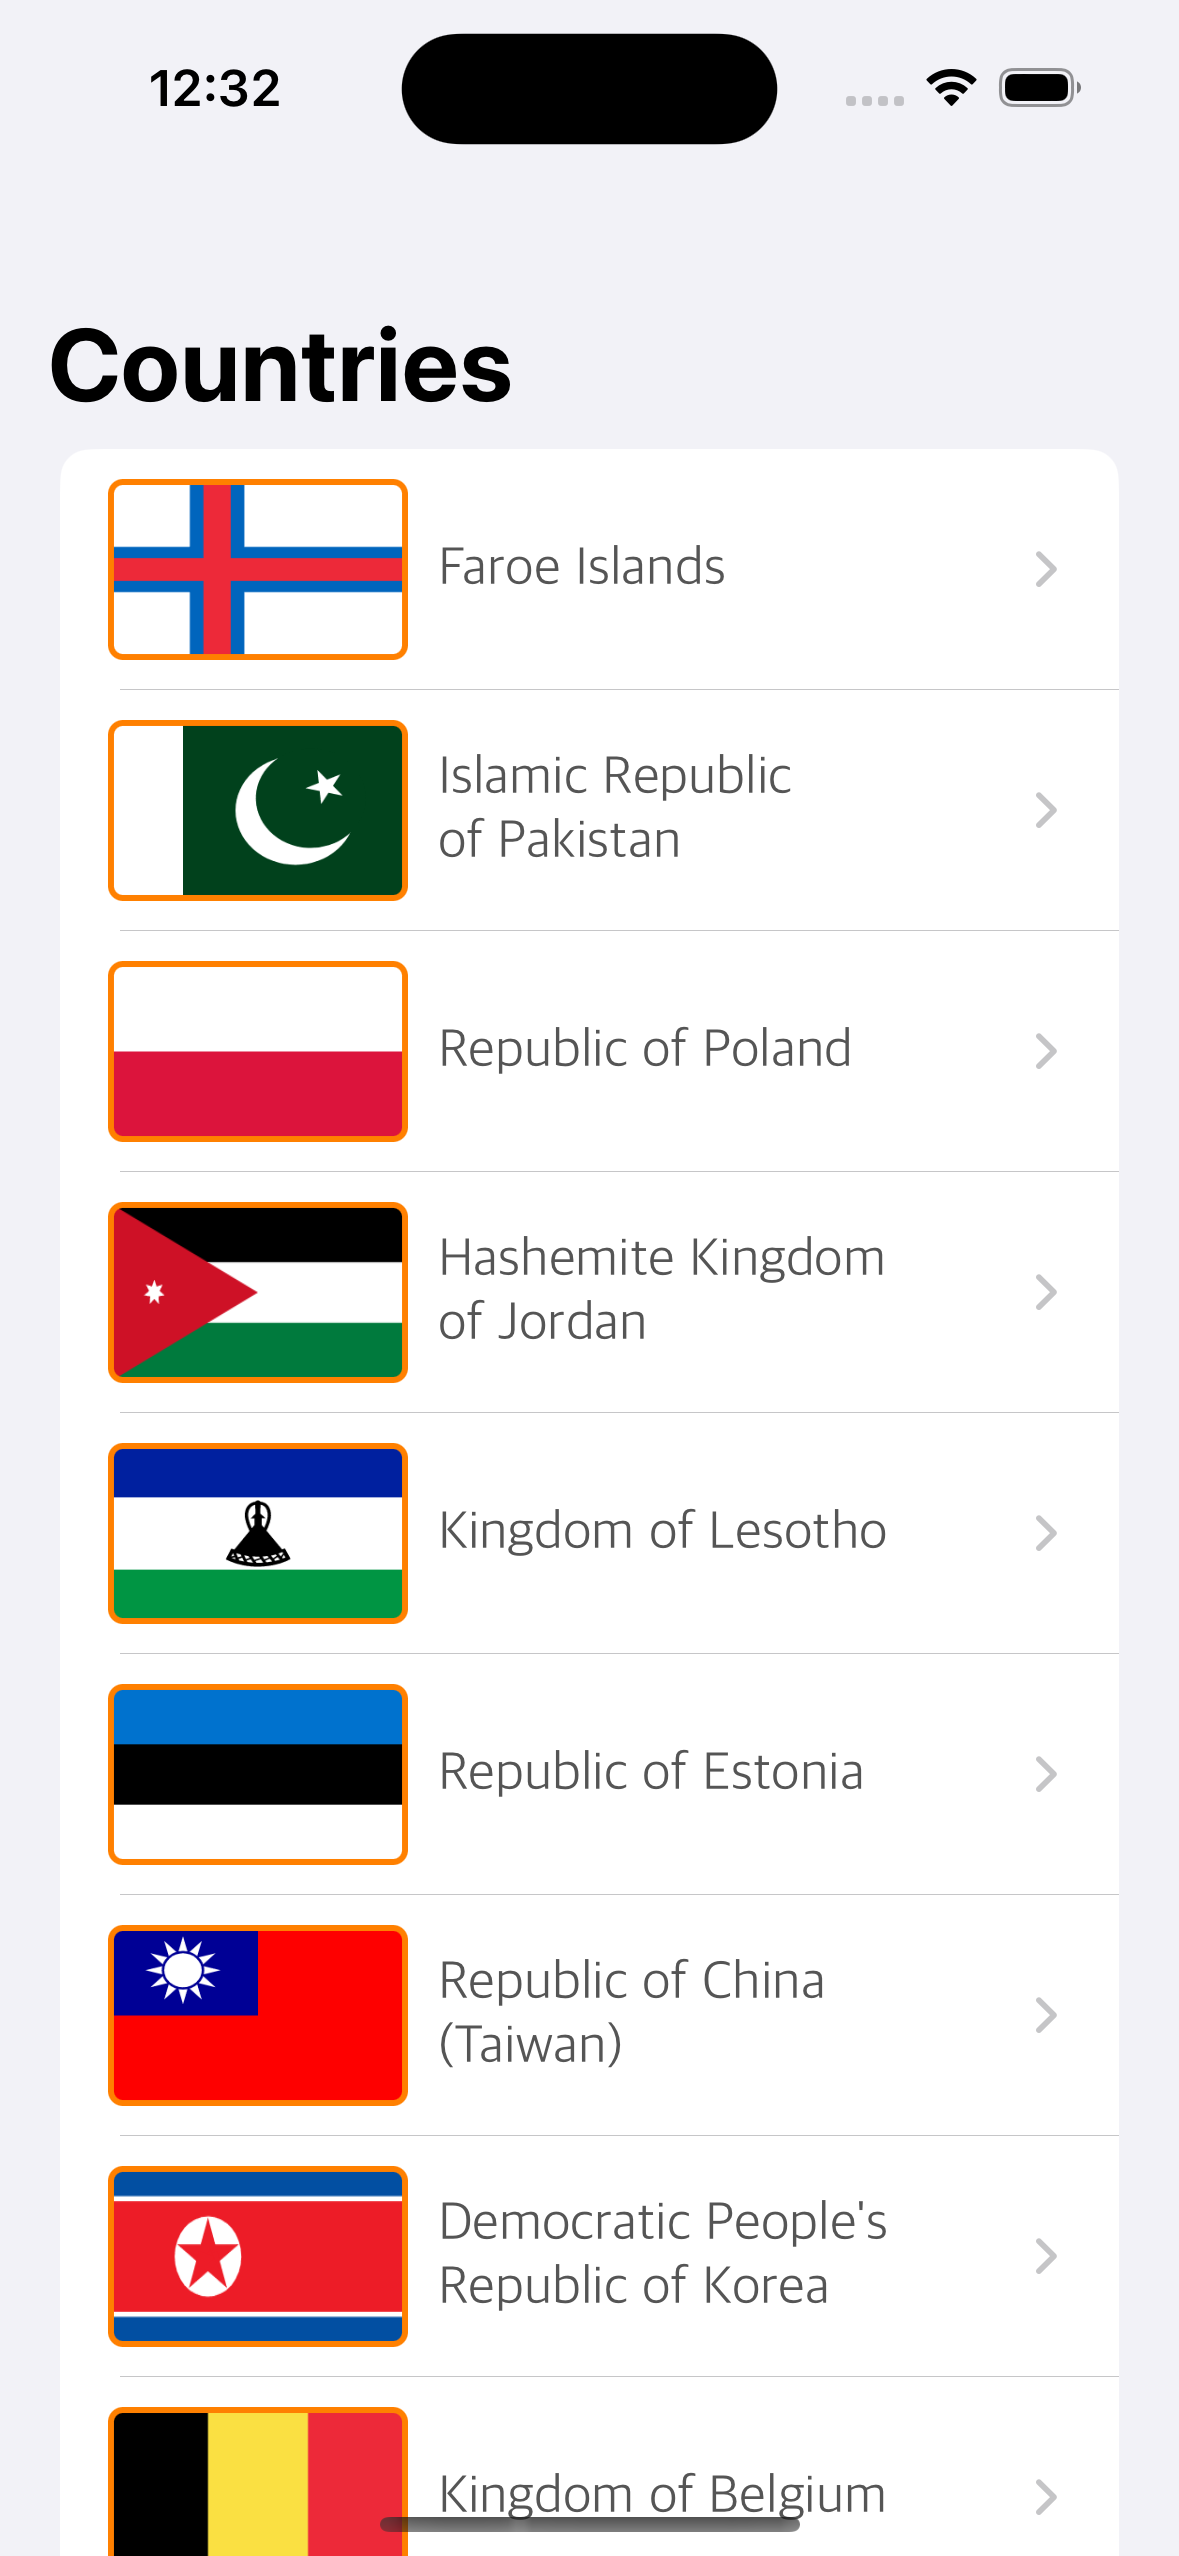 12:32
Countries
Faroe Islands
Islamic Republic
of Pakistan
Republic of Poland
Hashemite Kingdom
of Jordan
Kingdom of Lesotho
Republic of Estonia
Republic of China
(Taiwan)
Democratic People's
Republic of Korea
Kingdom of Belgium